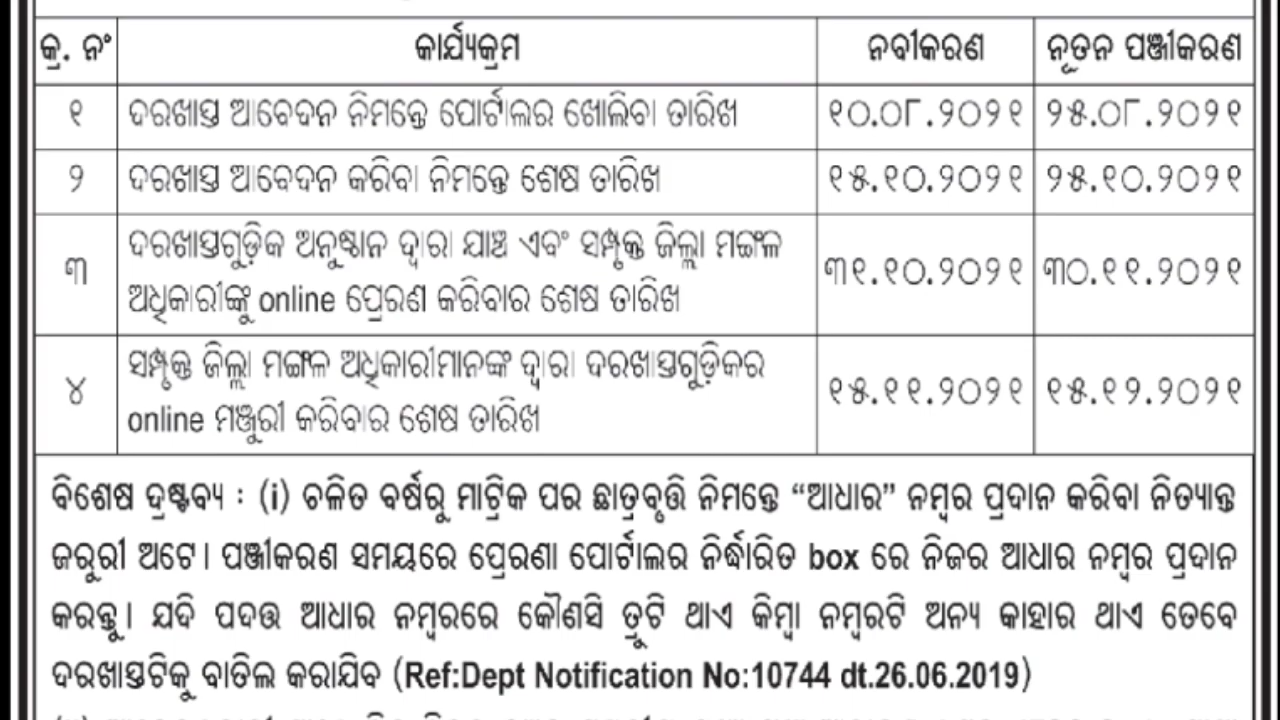 କ୍ର. ନଂ କାର୍ଯ୍ୟକ୍ରମ ନବୀକରଣ ନୂତନ ପଞ୍ଜୀକରଣ
୧ ଦରଖାସ୍ତ ଆବେଦନ ନିମନ୍ତେ ପୋର୍ଟାଲର ଖୋଲିବା ତାରିଖ ୧୦.୦୮.୨୦୨୧ ୨୫.୦୮.୨୦୨୧
୨ ଦରଖାସ୍ତ ଆବେଦନ କରିବା ନିମନ୍ତେ ଶେଷ ତାରିଖ ୧୫.୧୦.୨୦୨୧ ୨୫.୧୦.୨୦୨୧
୩ ଦରଖାସ୍ତଗୁଡ଼ିକ ଅନୁଷ୍ଠାନ ଦ୍ୱାରା ଯାଞ୍ଚ ଏବଂ ସମ୍ପୃକ୍ତ ଜିଲ୍ଲା ମଙ୍ଗଳ
ଅଧିକାରୀଙ୍କୁ online ପ୍ରେରଣ କରିବାର ଶେଷ ତାରିଖ ୩୧.୧୦.୨୦୨୧ ୩୦.୧୧.୨୦୨୧
୪ ସମ୍ପୃକ୍ତ ଜିଲ୍ଲା ମଙ୍ଗଳ ଅଧିକାରୀମାନଙ୍କ ଦ୍ୱାରା ଦରଖାସ୍ତଗୁଡ଼ିକର
online ମଞ୍ଜୁରୀ କରିବାର ଶେଷ ତାରିଖ ୧୫.୧୧.୨୦୨୧ ୧୫.୧୨.୨୦୨୧
ବିଶେଷ ଦ୍ରଷ୍ଟବ୍ୟ : (i) ଚଳିତ ବର୍ଷରୁ ମାଟ୍ରିକ ପର ଛାତ୍ରବୃତ୍ତି ନିମନ୍ତେ “ଆଧାର” ନମ୍ବର ପ୍ରଦାନ କରିବା ନିତ୍ୟାନ୍ତ
ଜରୁରୀ ଅଟେ। ପଞ୍ଜୀକରଣ ସମୟରେ ପ୍ରେରଣା ପୋର୍ଟାଲର ନିର୍ଦ୍ଧାରିତ box ରେ ନିଜର ଆଧାର ନମ୍ବର ପ୍ରଦାନ
କରନ୍ତୁ। ଯଦି ପଦତ୍ତ ଆଧାର ନମ୍ବରରେ କୌଣସି ତ୍ରୁଟି ଥାଏ କିମ୍ବା ନମ୍ବରଟି ଅନ୍ୟ କାହାର ଥାଏ ତେବେ
ଦରଖାସ୍ତଟିକୁ ବାତିଲ କରାଯିବ (Ref:Dept Notification No:10744 dt.26.06.2019)